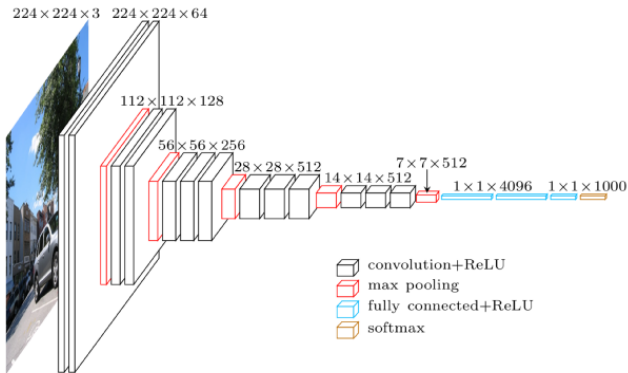 224×224×3
224×224×64
112×112×128
56×56×256
28×28×512
14×14×512
7×7×512
1×1×4096
1×1×1000
convolution+ReLU
max pooling
fully connected+ReLU
softmax